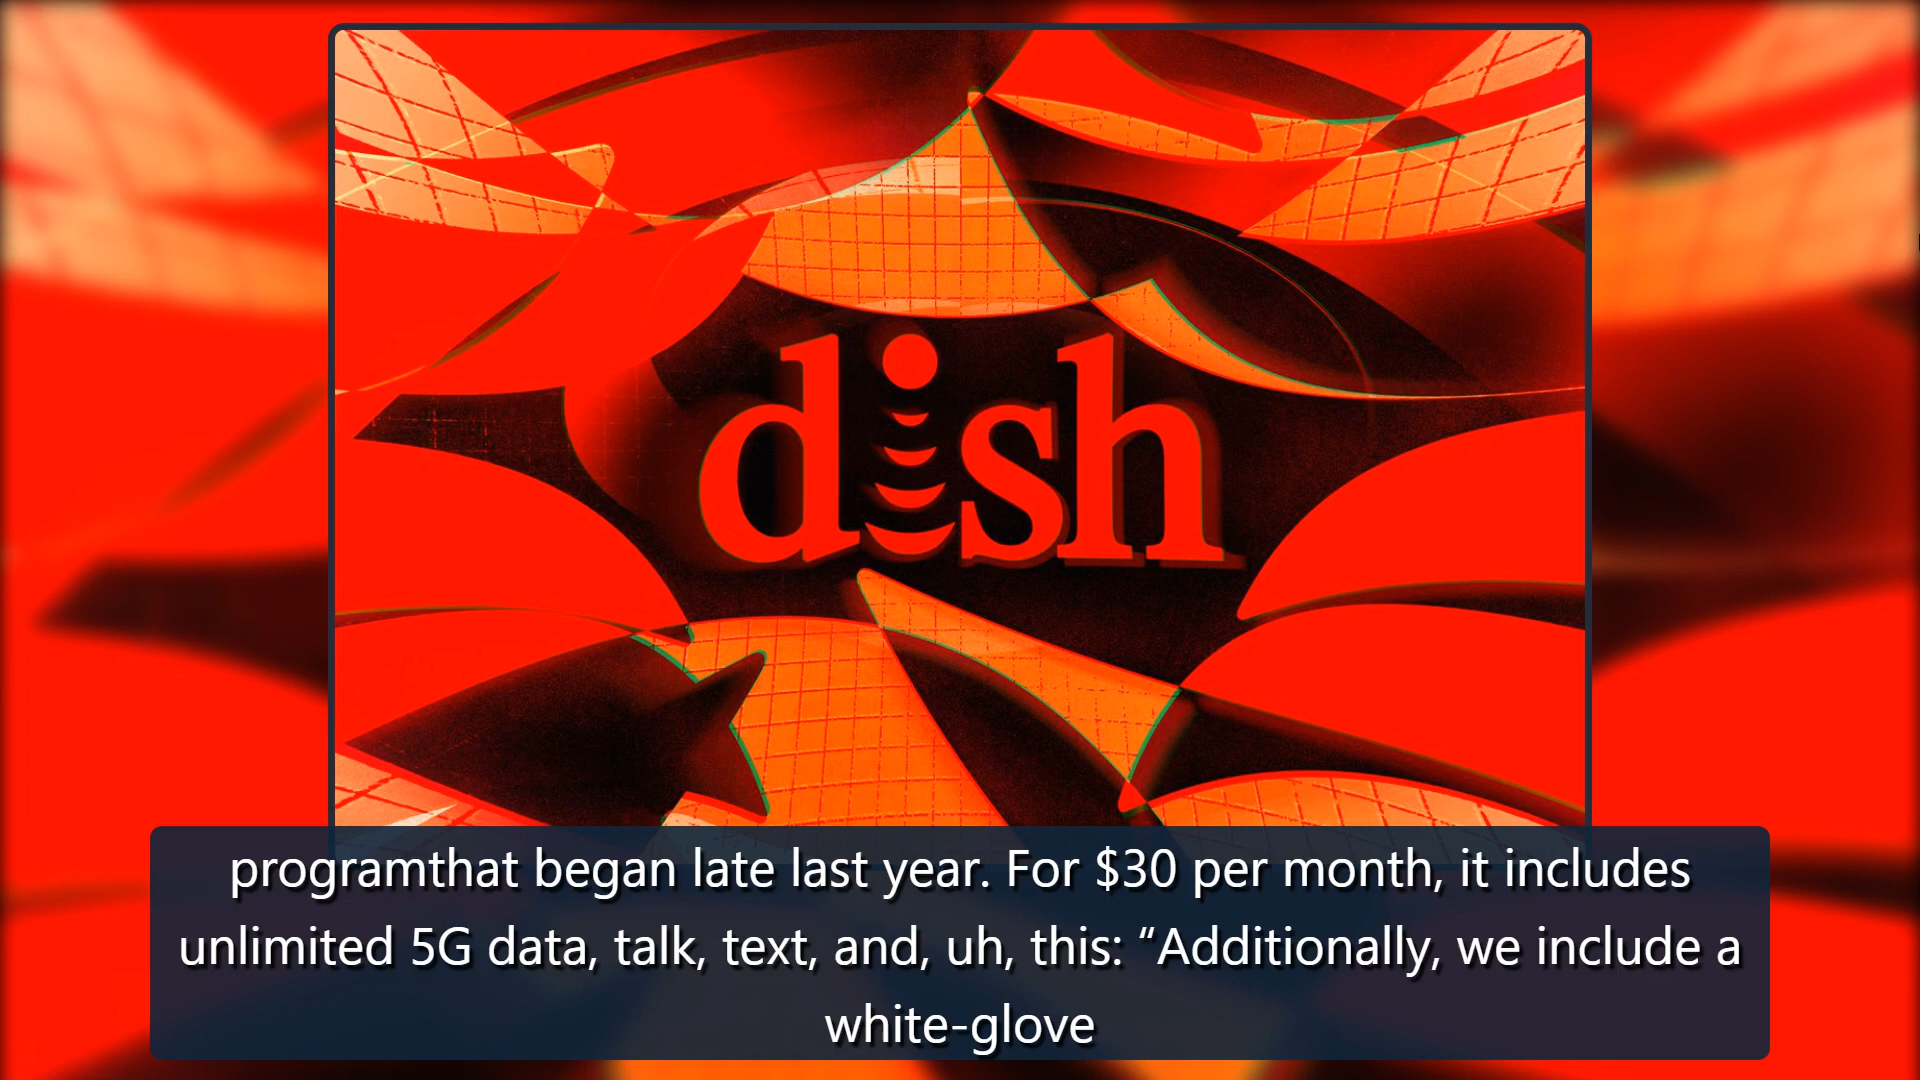 dish
programthat began late last year. For $30 per month, it includes
unlimited 5G data, talk, text, and, uh, this: “Additionally, we include a
white-glove